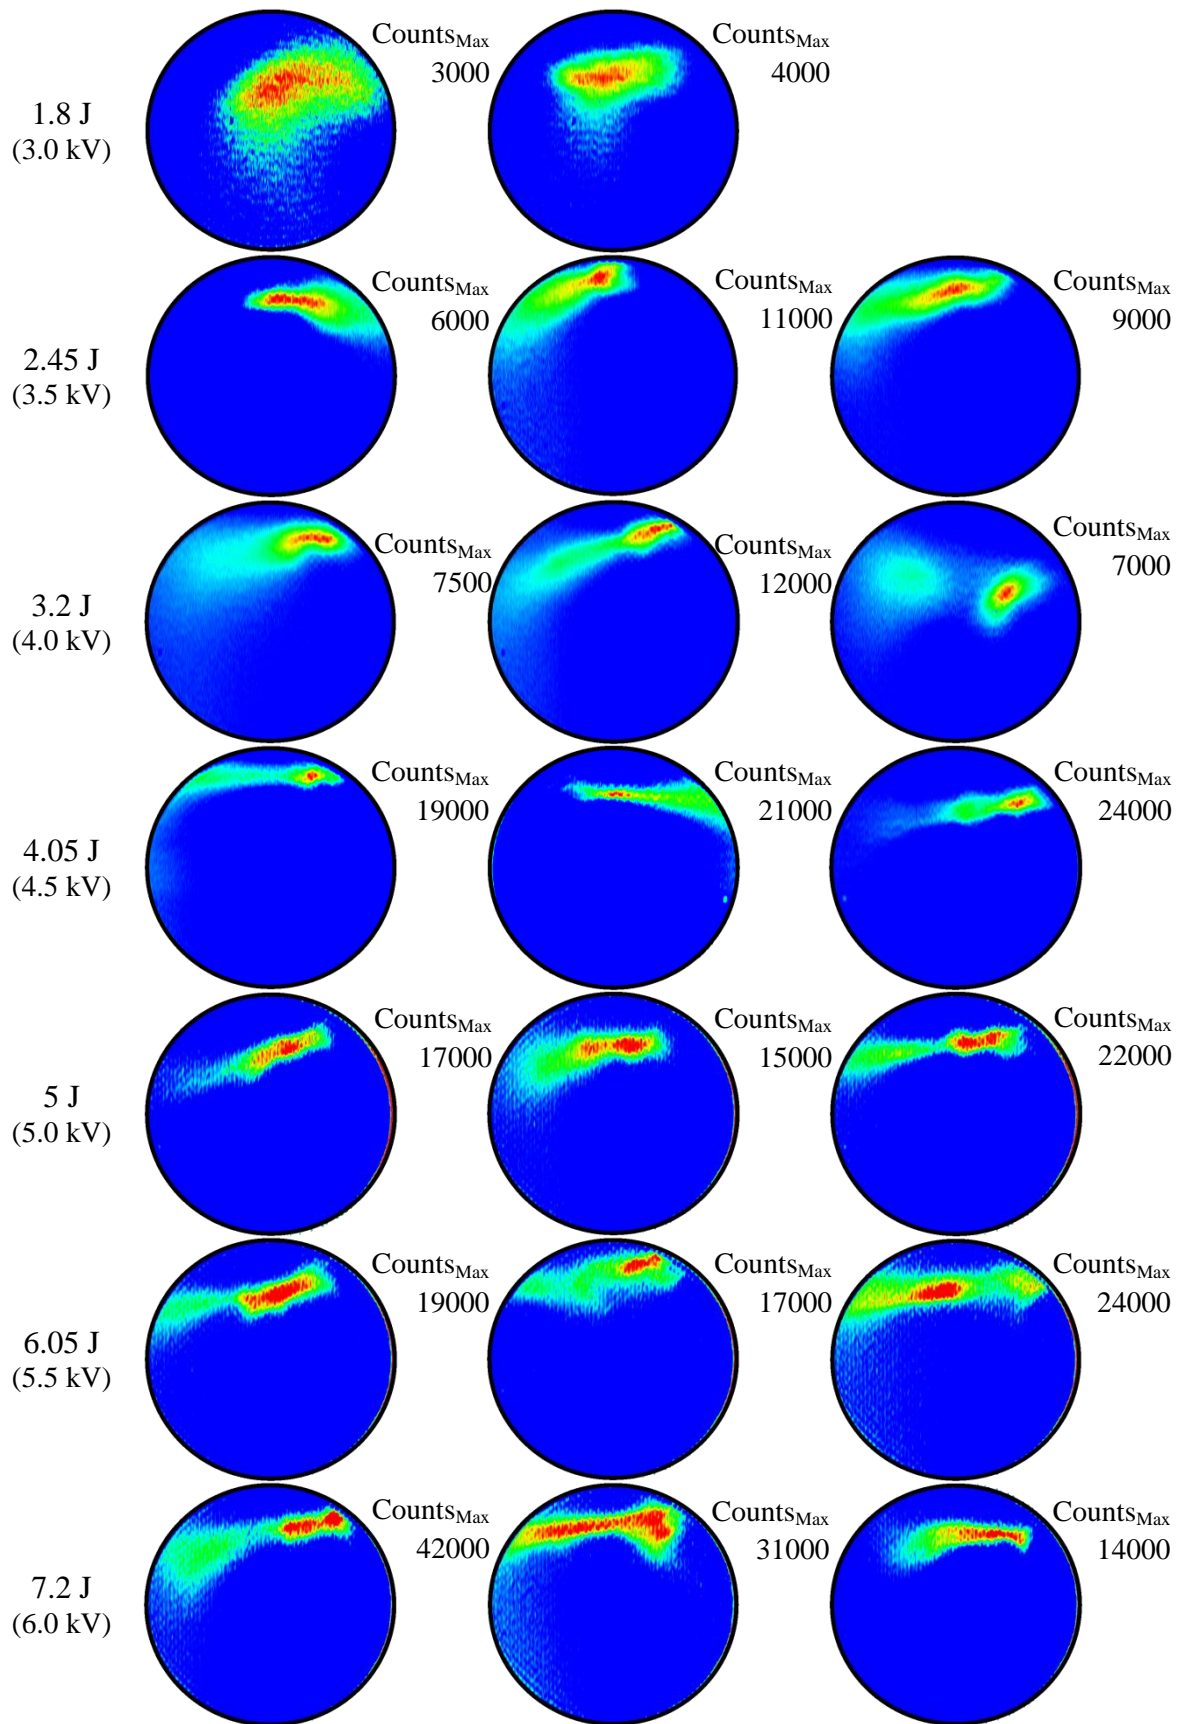 Counts_Max
3000
Counts_Max
4000
1.8 J
(3.0 kV)
Counts_Max
6000
Counts_Max
11000
Counts_Max
9000
2.45 J
(3.5 kV)
Counts_Max
7500
Counts_Max
12000
Counts_Max
7000
3.2 J
(4.0 kV)
Counts_Max
19000
Counts_Max
21000
Counts_Max
24000
4.05 J
(4.5 kV)
Counts_Max
17000
Counts_Max
15000
Counts_Max
22000
5 J
(5.0 kV)
Counts_Max
19000
Counts_Max
17000
Counts_Max
24000
6.05 J
(5.5 kV)
Counts_Max
42000
Counts_Max
31000
Counts_Max
14000
7.2 J
(6.0 kV)